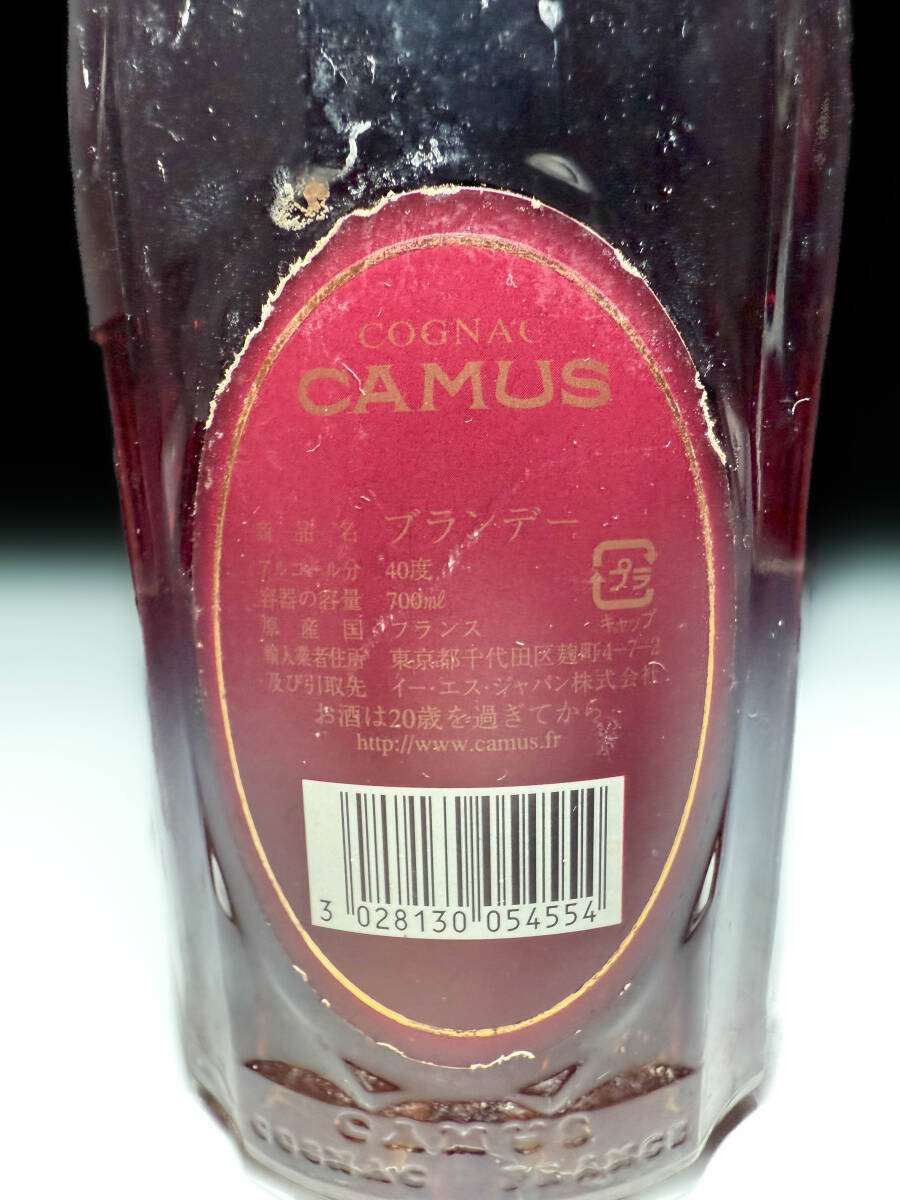 COGNAC
CAMUS
商品名 ブランデー
アルコール分 40度
容器の容量 700ml
プラ
キャップ
原産国 フランス
輸入業者住所 東京都千代田区麹町4-7-2
及び引取先 イー・エス・ジャパン株式会社
お酒は20歳を過ぎてから
http://www.camus.fr
3 028130 054554
CAMUS
COGNAC FRANCE